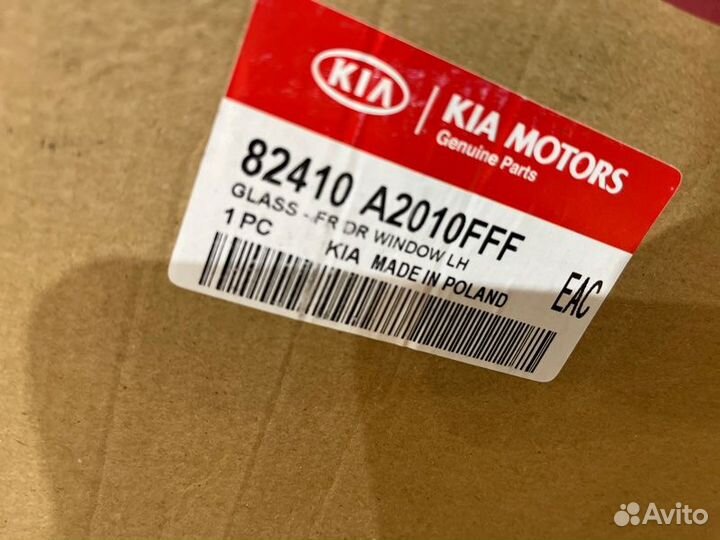 KIA
KIA MOTORS
Genuine Parts
82410 A2010FFF
GLASS - FR DR WINDOW LH
1 PC KIA MADE IN POLAND
EAC
Avito